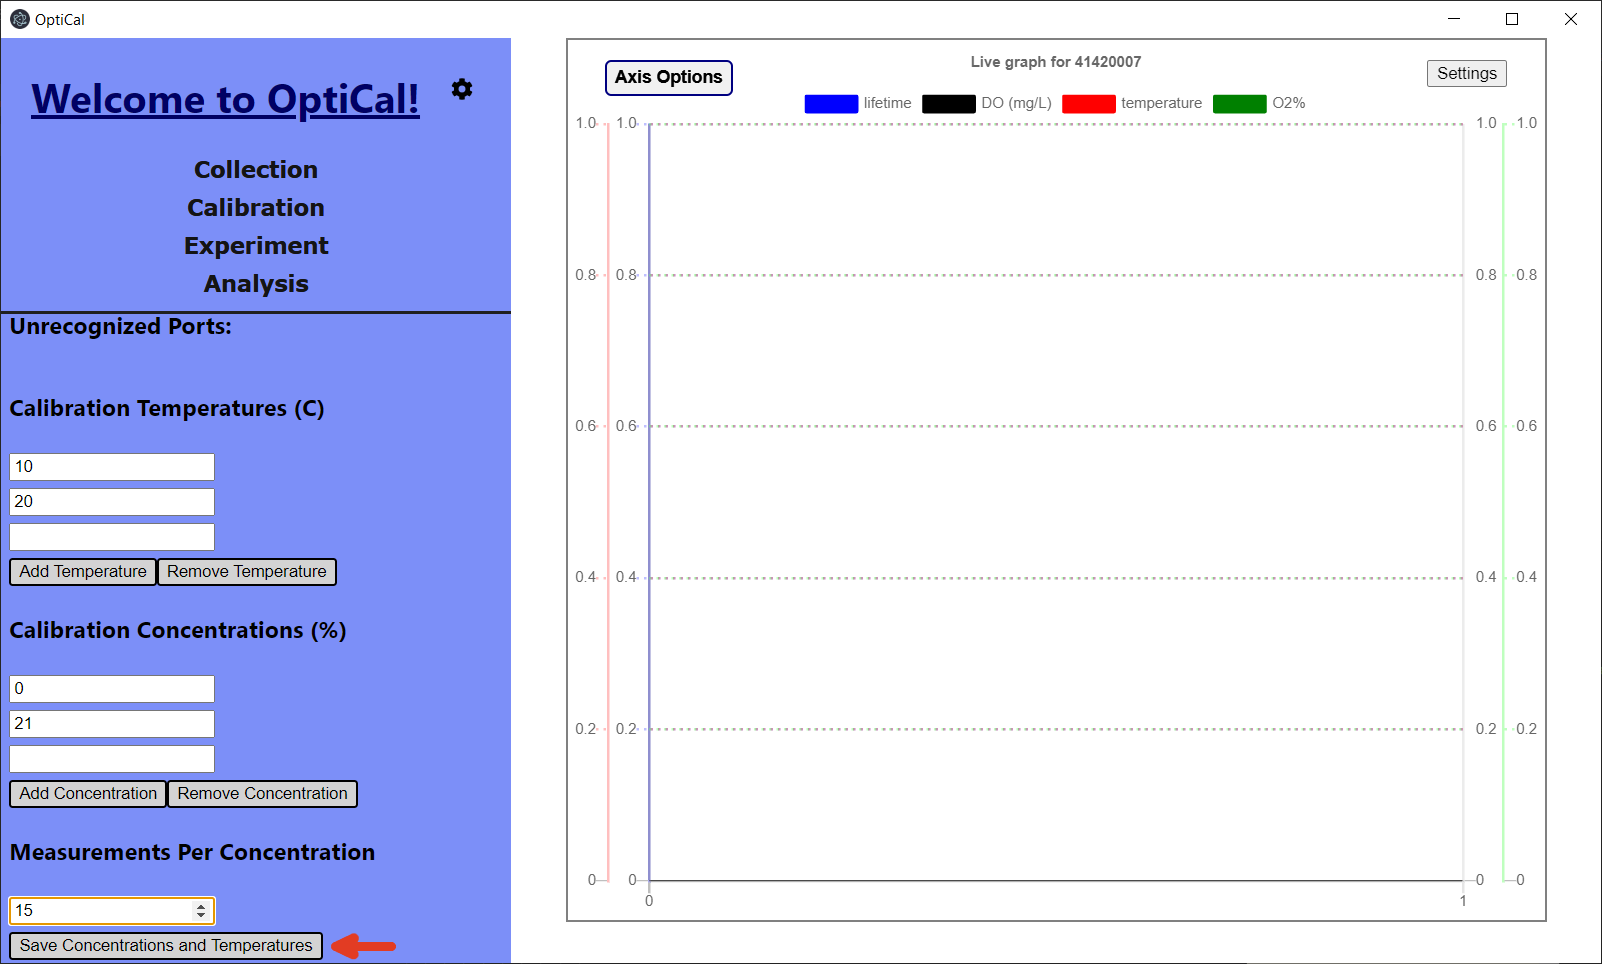 OptiCal
Welcome to OptiCal!
Collection
Calibration
Experiment
Analysis
Unrecognized Ports:
Calibration Temperatures (C)
10
20
Add Temperature Remove Temperature
Calibration Concentrations (%)
0
21
Add Concentration Remove Concentration
Measurements Per Concentration
15
Save Concentrations and Temperatures
Axis Options
Live graph for 41420007
Settings
lifetime DO (mg/L) temperature O2%
1.0 1.0 1.0 1.0
0.8 0.8 0.8 0.8
0.6 0.6 0.6 0.6
0.4 0.4 0.4 0.4
0.2 0.2 0.2 0.2
0 0 0 0
0 1